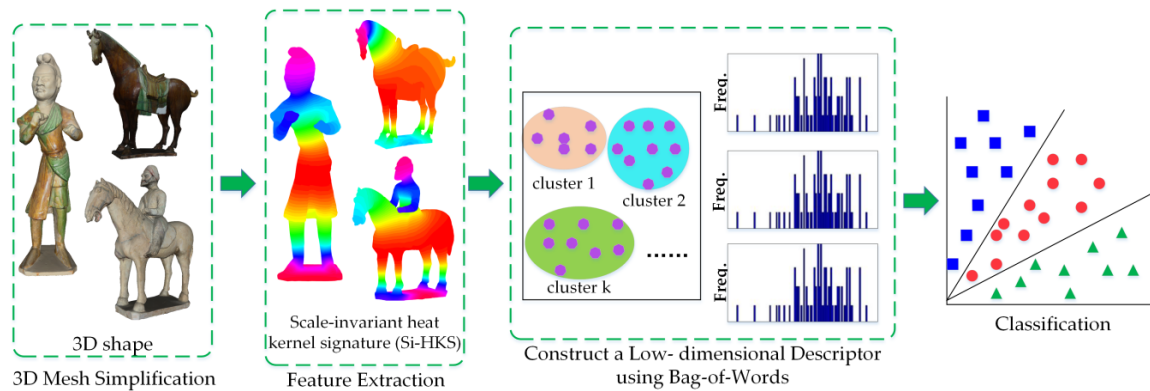 3D shape
3D Mesh Simplification
Scale-invariant heat
kernel signature (Si-HKS)
Feature Extraction
cluster 1
cluster 2
cluster k
......
Freq.
Freq.
Freq.
Construct a Low- dimensional Descriptor
using Bag-of-Words
Classification